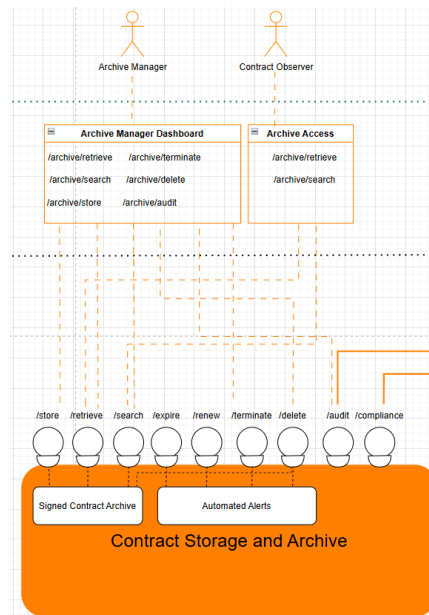 Archive Manager
Contract Observer
Archive Manager Dashboard
/archive/retrieve /archive/terminate
/archive/search /archive/delete
/archive/store /archive/audit
Archive Access
/archive/retrieve
/archive/search
/store /retrieve /search /expire /renew /terminate /delete /audit /compliance
Signed Contract Archive
Automated Alerts
Contract Storage and Archive